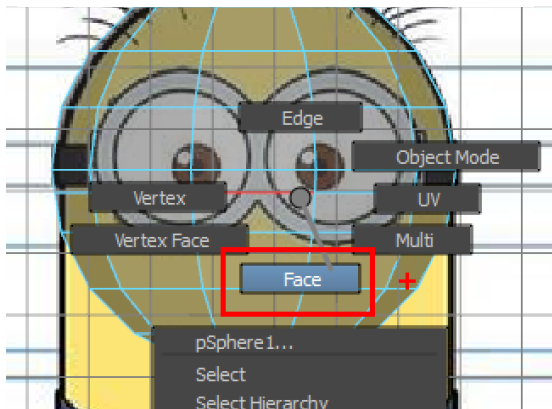 Edge
Object Mode
Vertex
UV
Vertex Face
Multi
Face
pSphere1...
Select
Select Hierarchy